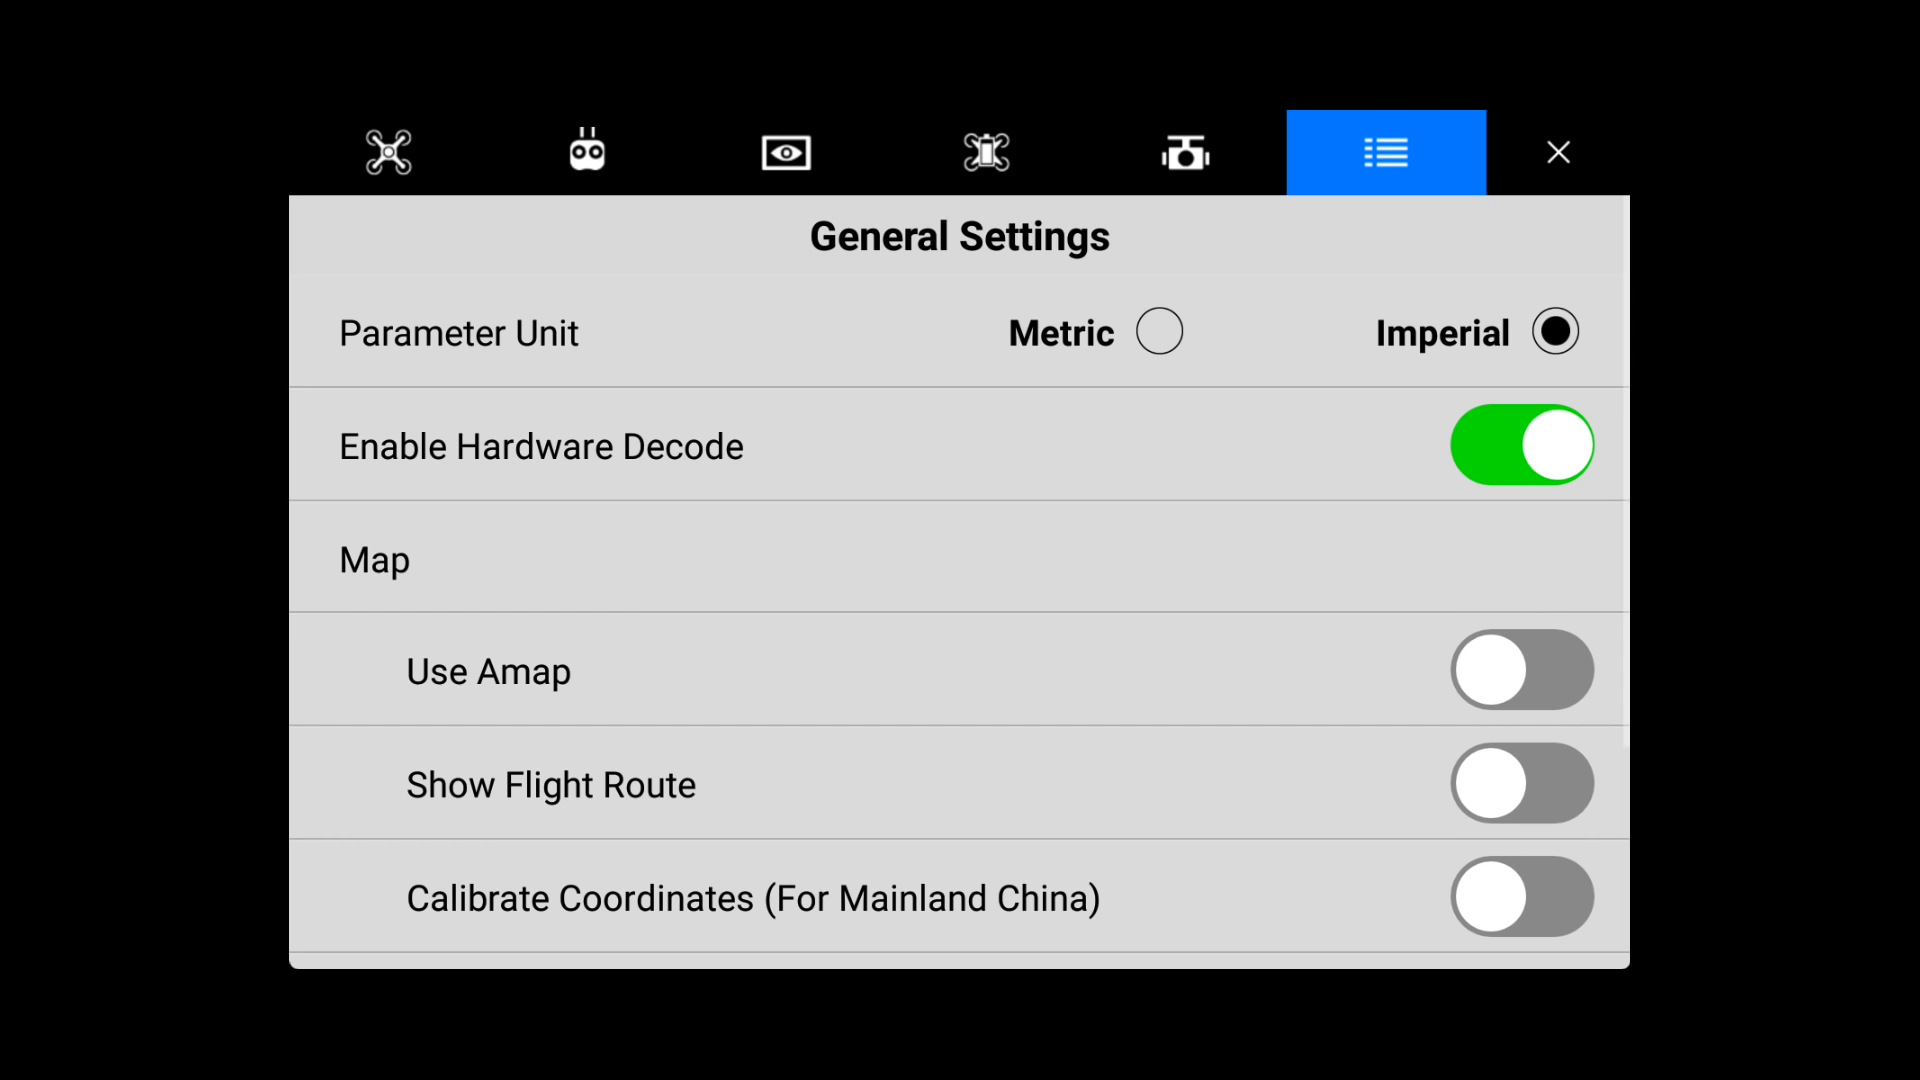 General Settings
Parameter Unit Metric Imperial
Enable Hardware Decode
Map
Use Amap
Show Flight Route
Calibrate Coordinates (For Mainland China)